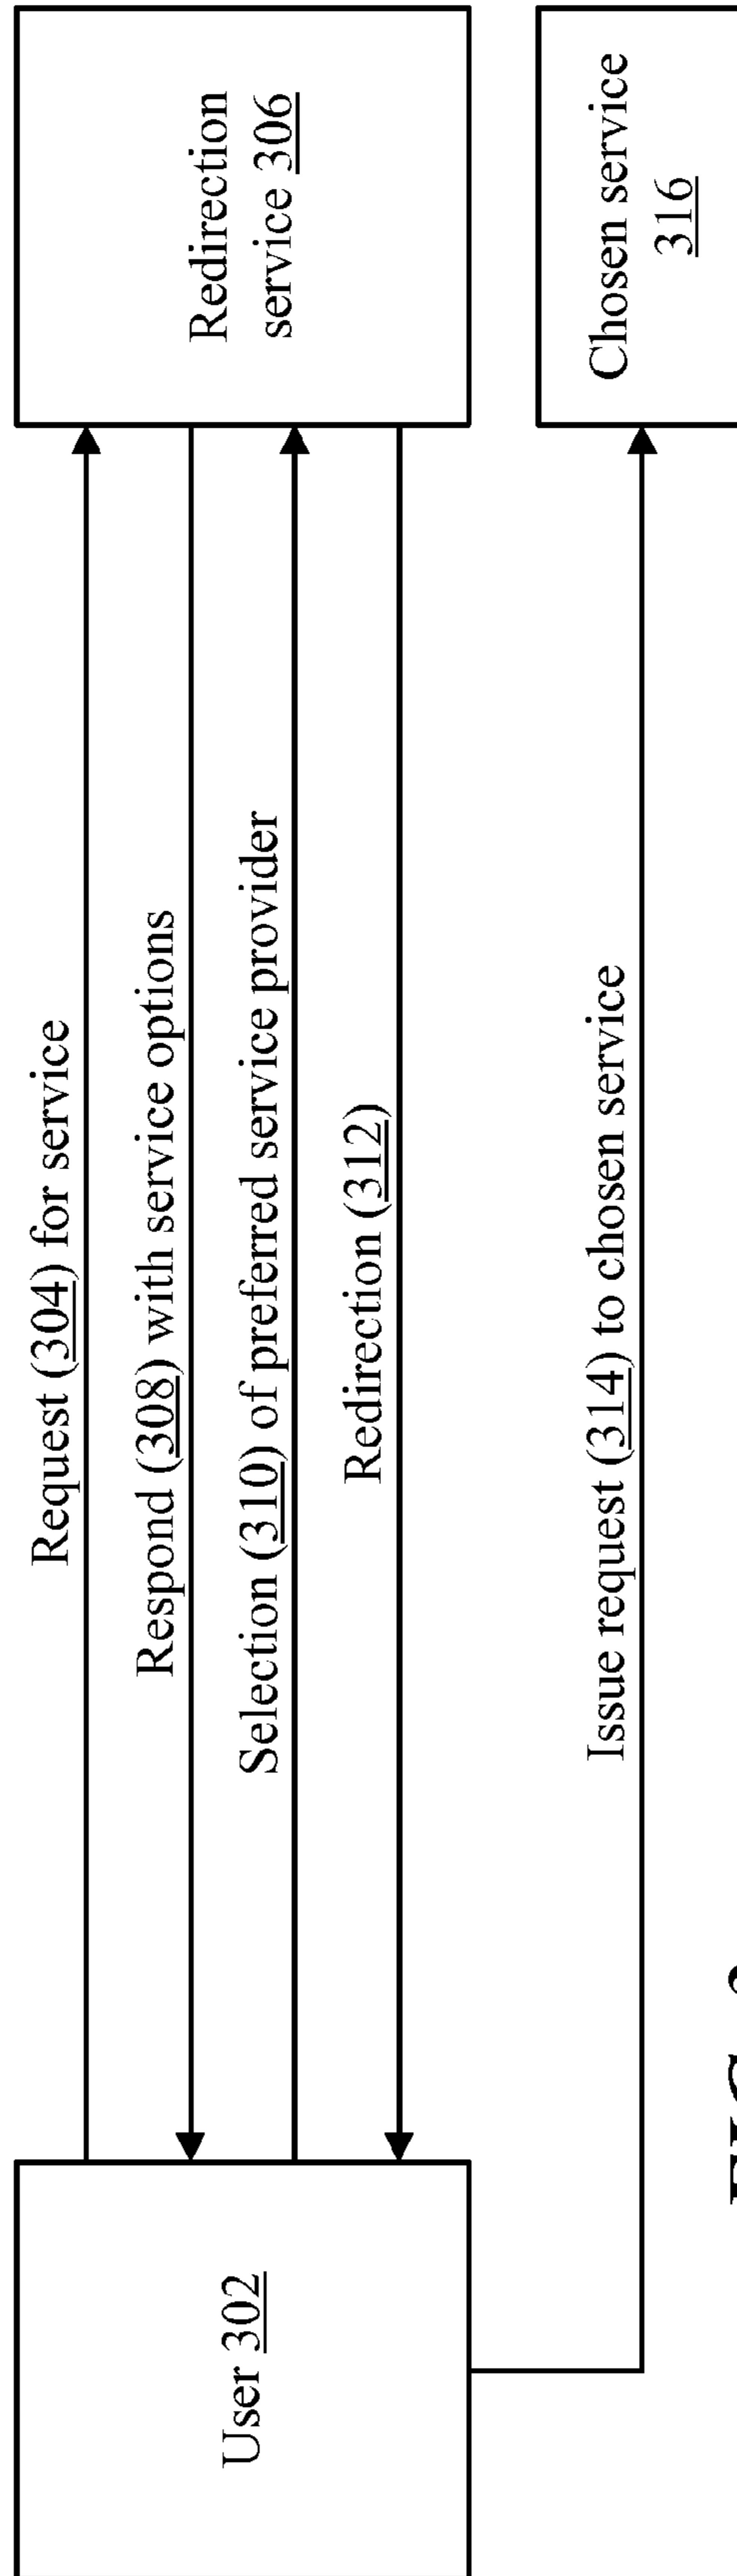 User 302
Request (304) for service
Respond (308) with service options
Selection (310) of preferred service provider
Redirection (312)
Issue request (314) to chosen service
Redirection
service 306
Chosen service
316